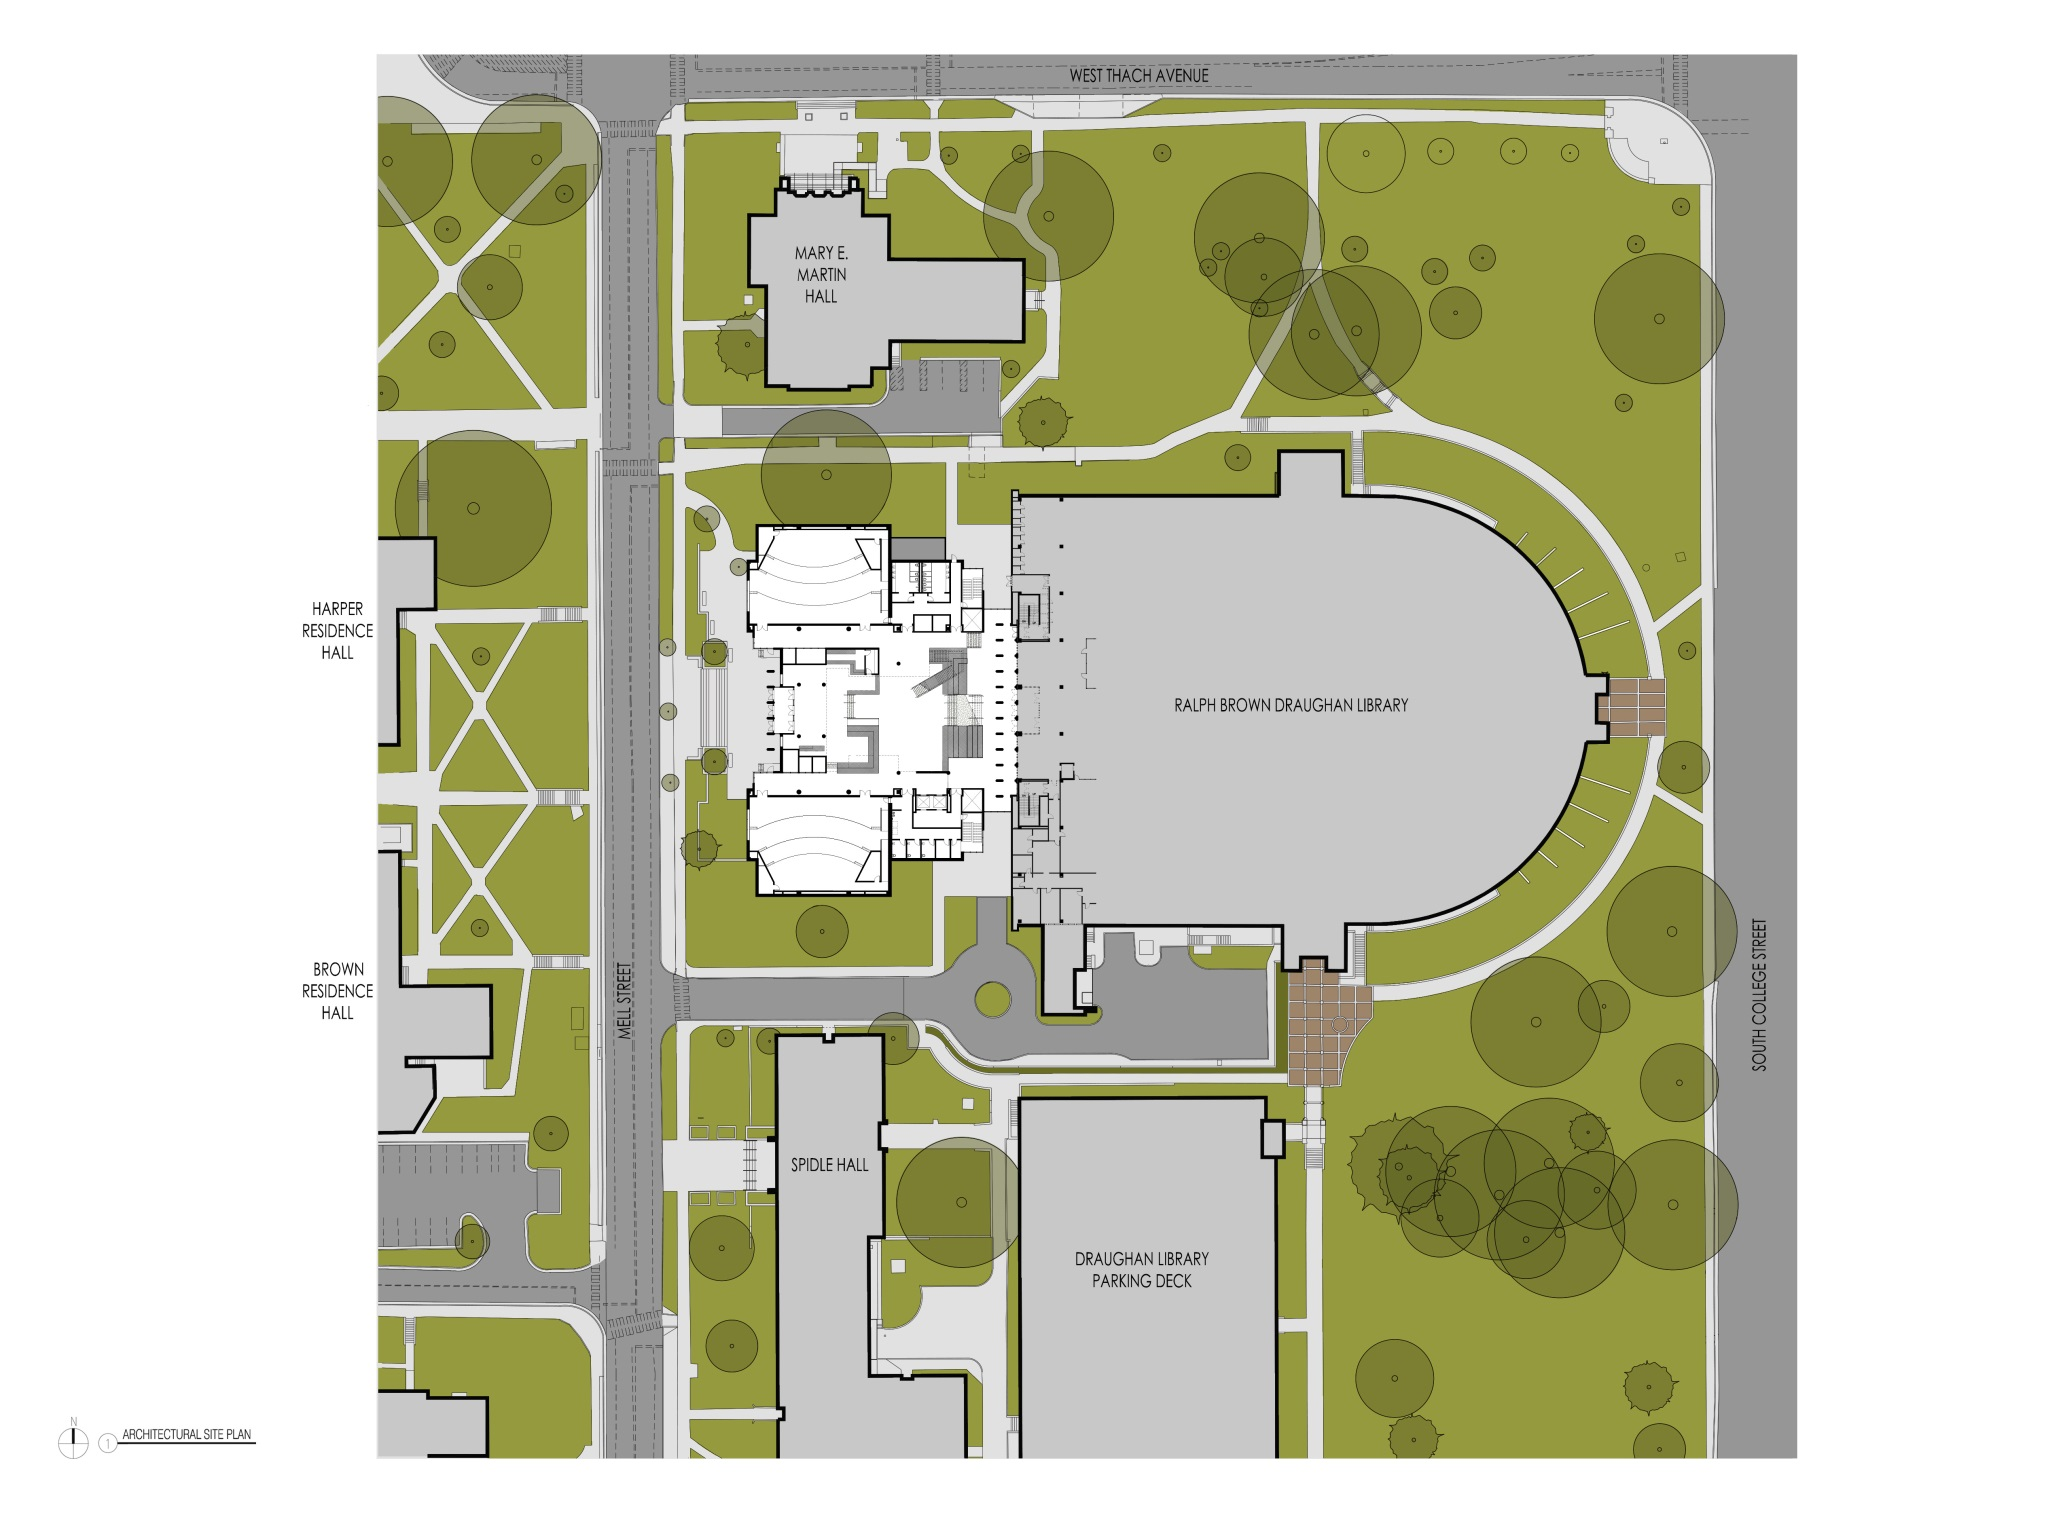 WEST THACH AVENUE
MARY E.
MARTIN
HALL
HARPER
RESIDENCE
HALL
RALPH BROWN DRAUGHAN LIBRARY
BROWN
RESIDENCE
HALL
MELL STREET
SOUTH COLLEGE STREET
SPIDLE HALL
DRAUGHAN LIBRARY
PARKING DECK
N
1
ARCHITECTURAL SITE PLAN